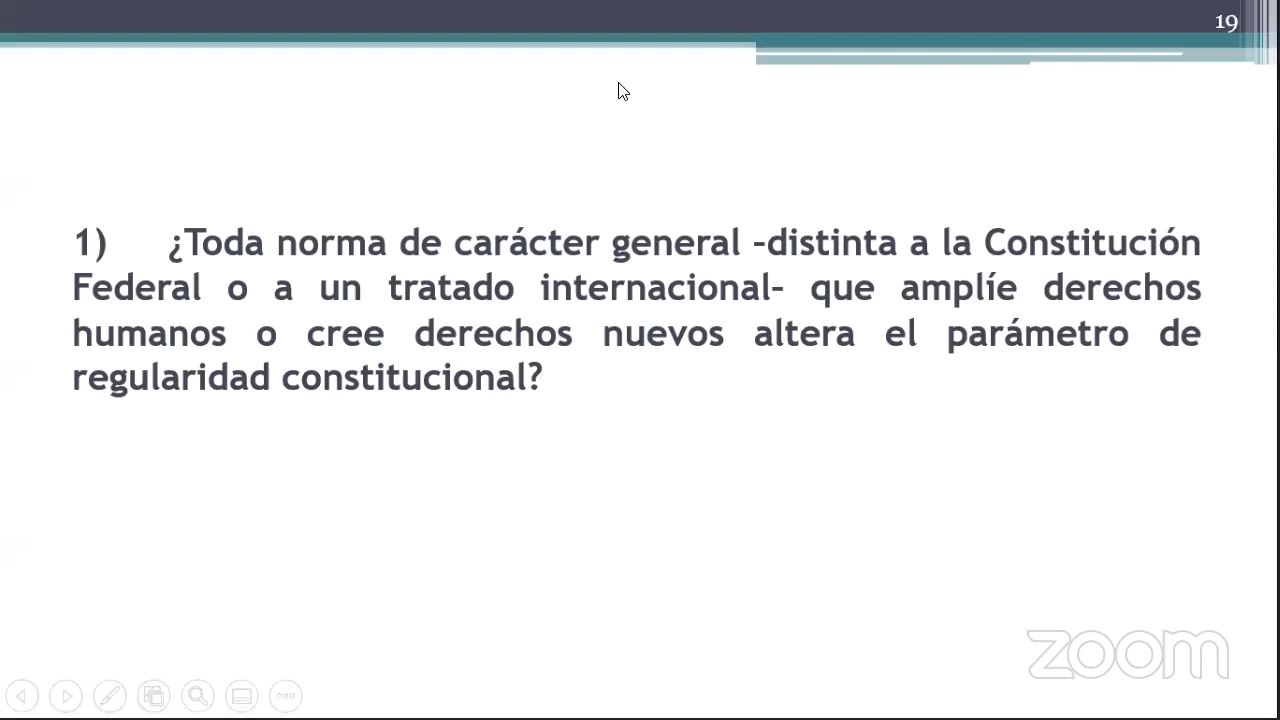 19
1) ¿Toda norma de carácter general -distinta a la Constitución
Federal o a un tratado internacional- que amplíe derechos
humanos o cree derechos nuevos altera el parámetro de
regularidad constitucional?
zoom